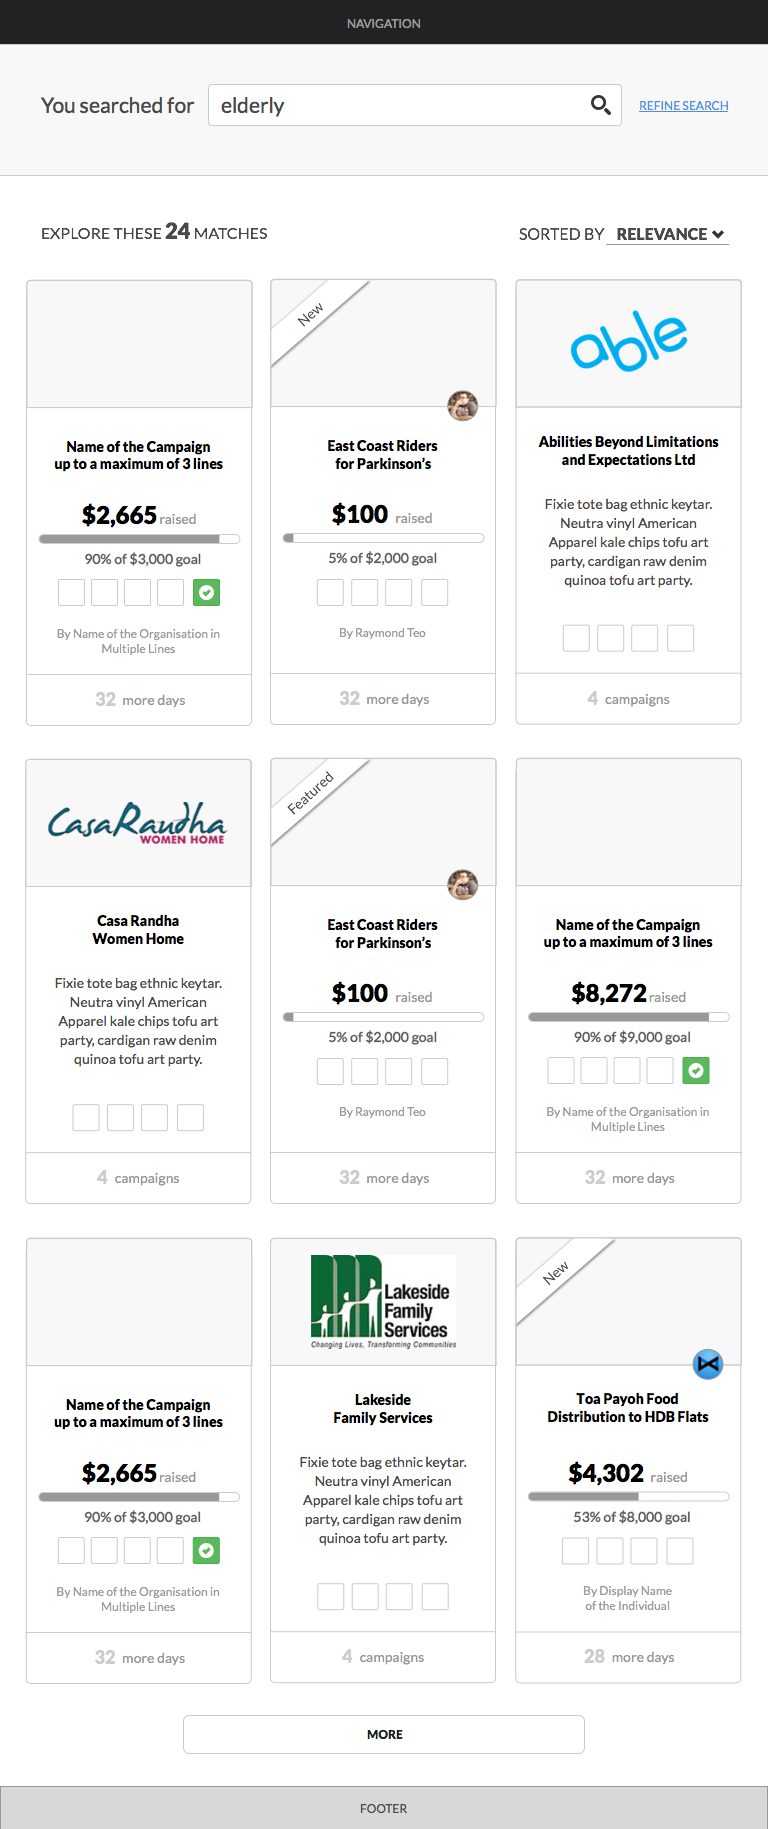 NAVIGATION
You searched for
elderly
REFINE SEARCH
EXPLORE THESE 24 MATCHES
SORTED BY RELEVANCE
Name of the Campaign
up to a maximum of 3 lines
$2,665 raised
90% of $3,000 goal
By Name of the Organisation in
Multiple Lines
32 more days
New
East Coast Riders
for Parkinson's
$100 raised
5% of $2,000 goal
By Raymond Teo
32 more days
able
Abilities Beyond Limitations
and Expectations Ltd
Fixie tote bag ethnic keytar.
Neutra vinyl American
Apparel kale chips tofu art
party, cardigan raw denim
quinoa tofu art party.
4 campaigns
CasaRandha
WOMEN HOME
Casa Randha
Women Home
Fixie tote bag ethnic keytar.
Neutra vinyl American
Apparel kale chips tofu art
party, cardigan raw denim
quinoa tofu art party.
4 campaigns
Featured
East Coast Riders
for Parkinson's
$100 raised
5% of $2,000 goal
By Raymond Teo
32 more days
Name of the Campaign
up to a maximum of 3 lines
$8,272 raised
90% of $9,000 goal
By Name of the Organisation in
Multiple Lines
32 more days
Name of the Campaign
up to a maximum of 3 lines
$2,665 raised
90% of $3,000 goal
By Name of the Organisation in
Multiple Lines
32 more days
Lakeside
Family
Services
Changing Lives, Transforming Communities
Lakeside
Family Services
Fixie tote bag ethnic keytar.
Neutra vinyl American
Apparel kale chips tofu art
party, cardigan raw denim
quinoa tofu art party.
4 campaigns
New
Toa Payoh Food
Distribution to HDB Flats
$4,302 raised
53% of $8,000 goal
By Display Name
of the Individual
28 more days
MORE
FOOTER